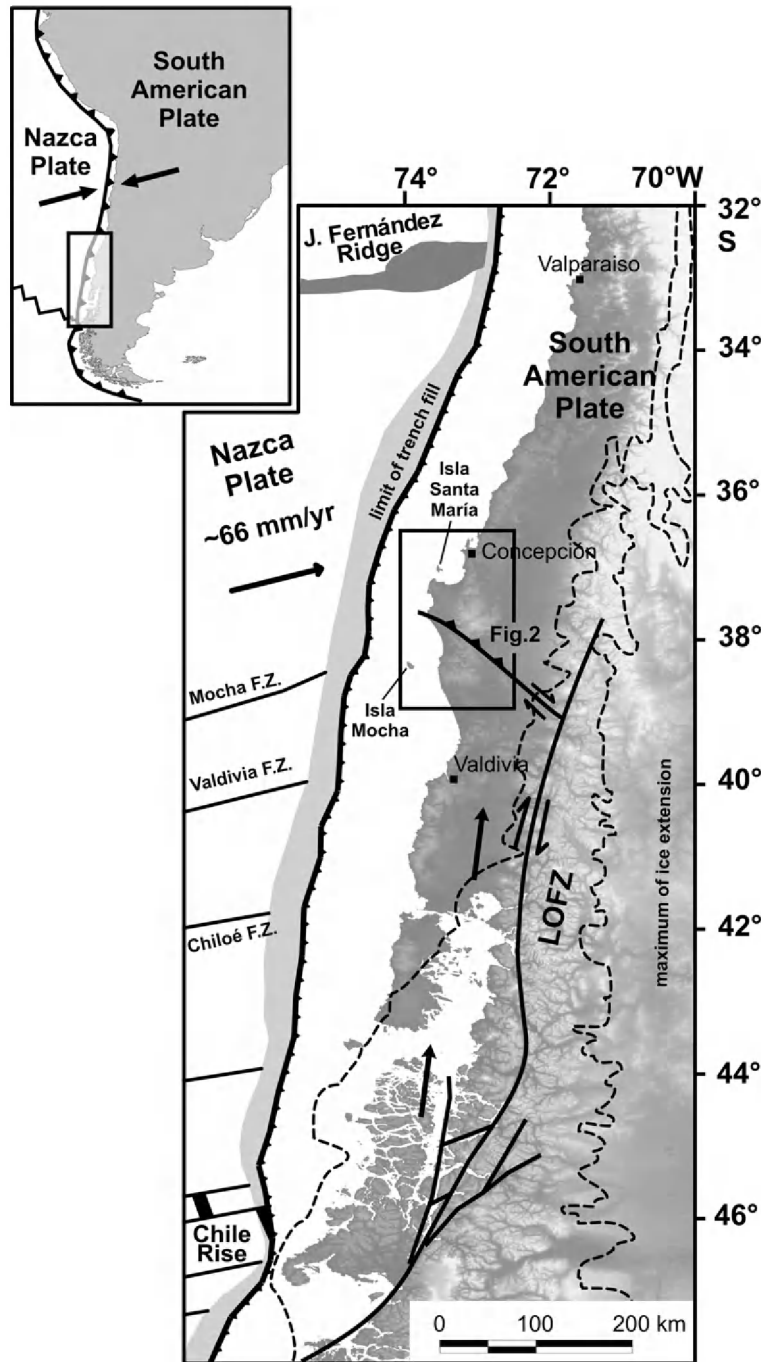 South
American
Plate
Nazca
Plate
74°
72°
70°W
32°
S
J. Fernández
Ridge
Valparaiso
South
American
Plate
34°
limit of trench fill
Nazca
Plate
~66 mm/yr
Isla
Santa
María
36°
Concepción
Fig.2
38°
Mocha F.Z.
Isla
Mocha
Valdivia F.Z.
Valdivia
40°
maximum of ice extension
LOFZ
Chiloé F.Z.
42°
44°
46°
Chile
Rise
0 100 200 km